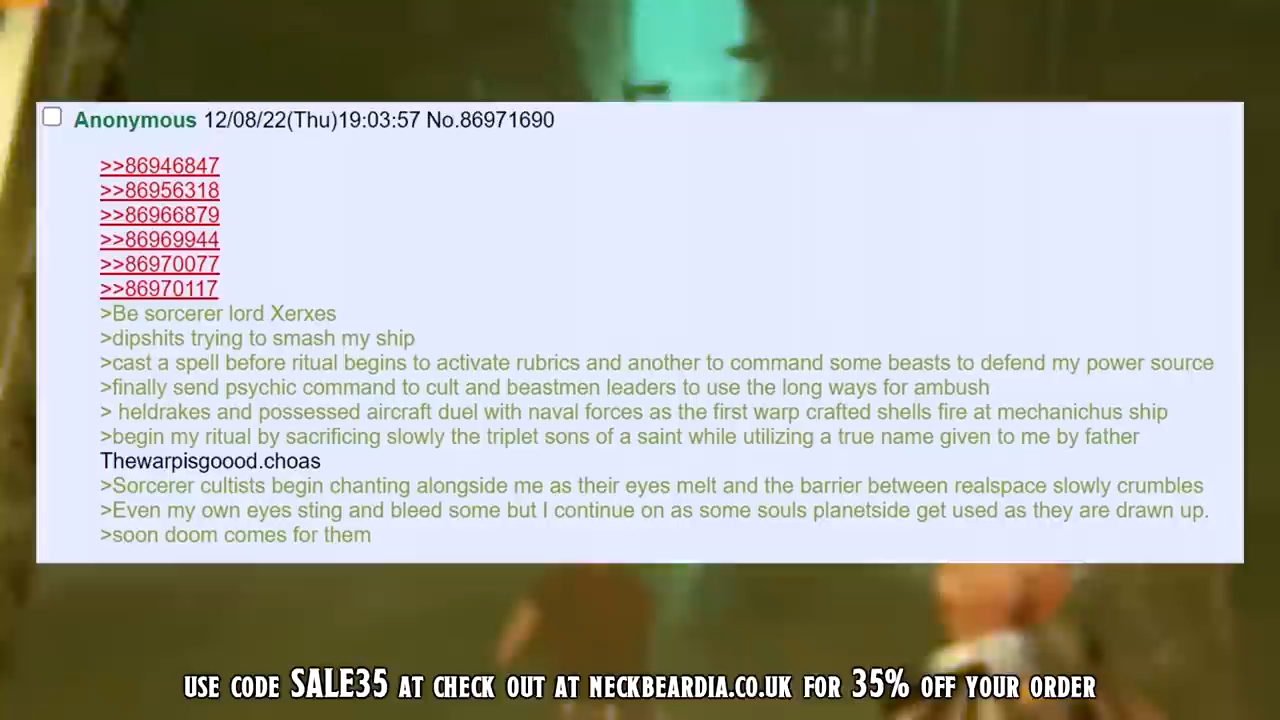 Anonymous 12/08/22(Thu)19:03:57 No.86971690
>>86946847
>>86956318
>>86966879
>>86969944
>>86970077
>>86970117
>Be sorcerer lord Xerxes
>dipshits trying to smash my ship
>cast a spell before ritual begins to activate rubrics and another to command some beasts to defend my power source
>finally send psychic command to cult and beastmen leaders to use the long ways for ambush
> heldrakes and possessed aircraft duel with naval forces as the first warp crafted shells fire at mechanichus ship
>begin my ritual by sacrificing slowly the triplet sons of a saint while utilizing a true name given to me by father
Thewarpisgoood.choas
>Sorcerer cultists begin chanting alongside me as their eyes melt and the barrier between realspace slowly crumbles
>Even my own eyes sting and bleed some but I continue on as some souls planetside get used as they are drawn up.
>soon doom comes for them
USE CODE SALE35 AT CHECK OUT AT NECKBEARDIA.CO.UK FOR 35% OFF YOUR ORDER